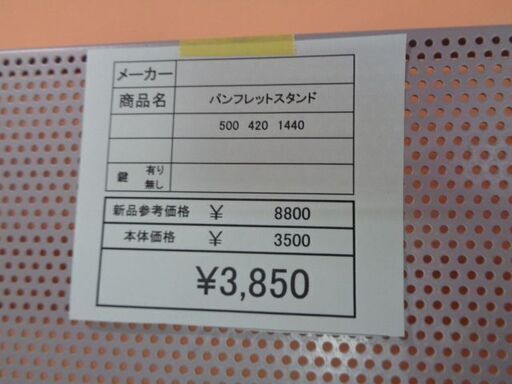 メーカー
商品名 パンフレットスタンド
500 420 1440
鍵 有り 無し
新品参考価格 ¥ 8800
本体価格 ¥ 3500
¥3,850